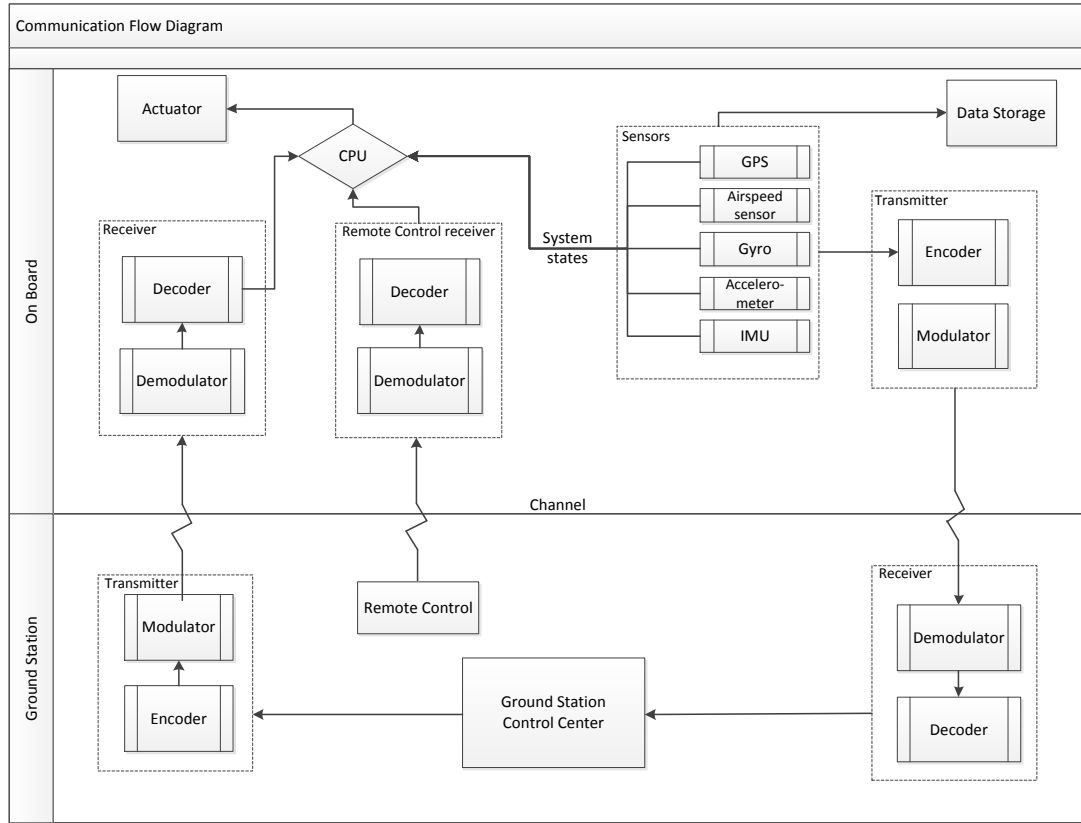 Communication Flow Diagram
On Board
Actuator
CPU
Data Storage
Sensors
GPS
Airspeed
sensor
Gyro
Accelero-
meter
IMU
System
states
Transmitter
Encoder
Modulator
Receiver
Decoder
Demodulator
Remote Control receiver
Decoder
Demodulator
Channel
Ground Station
Transmitter
Modulator
Encoder
Remote Control
Ground Station
Control Center
Receiver
Demodulator
Decoder